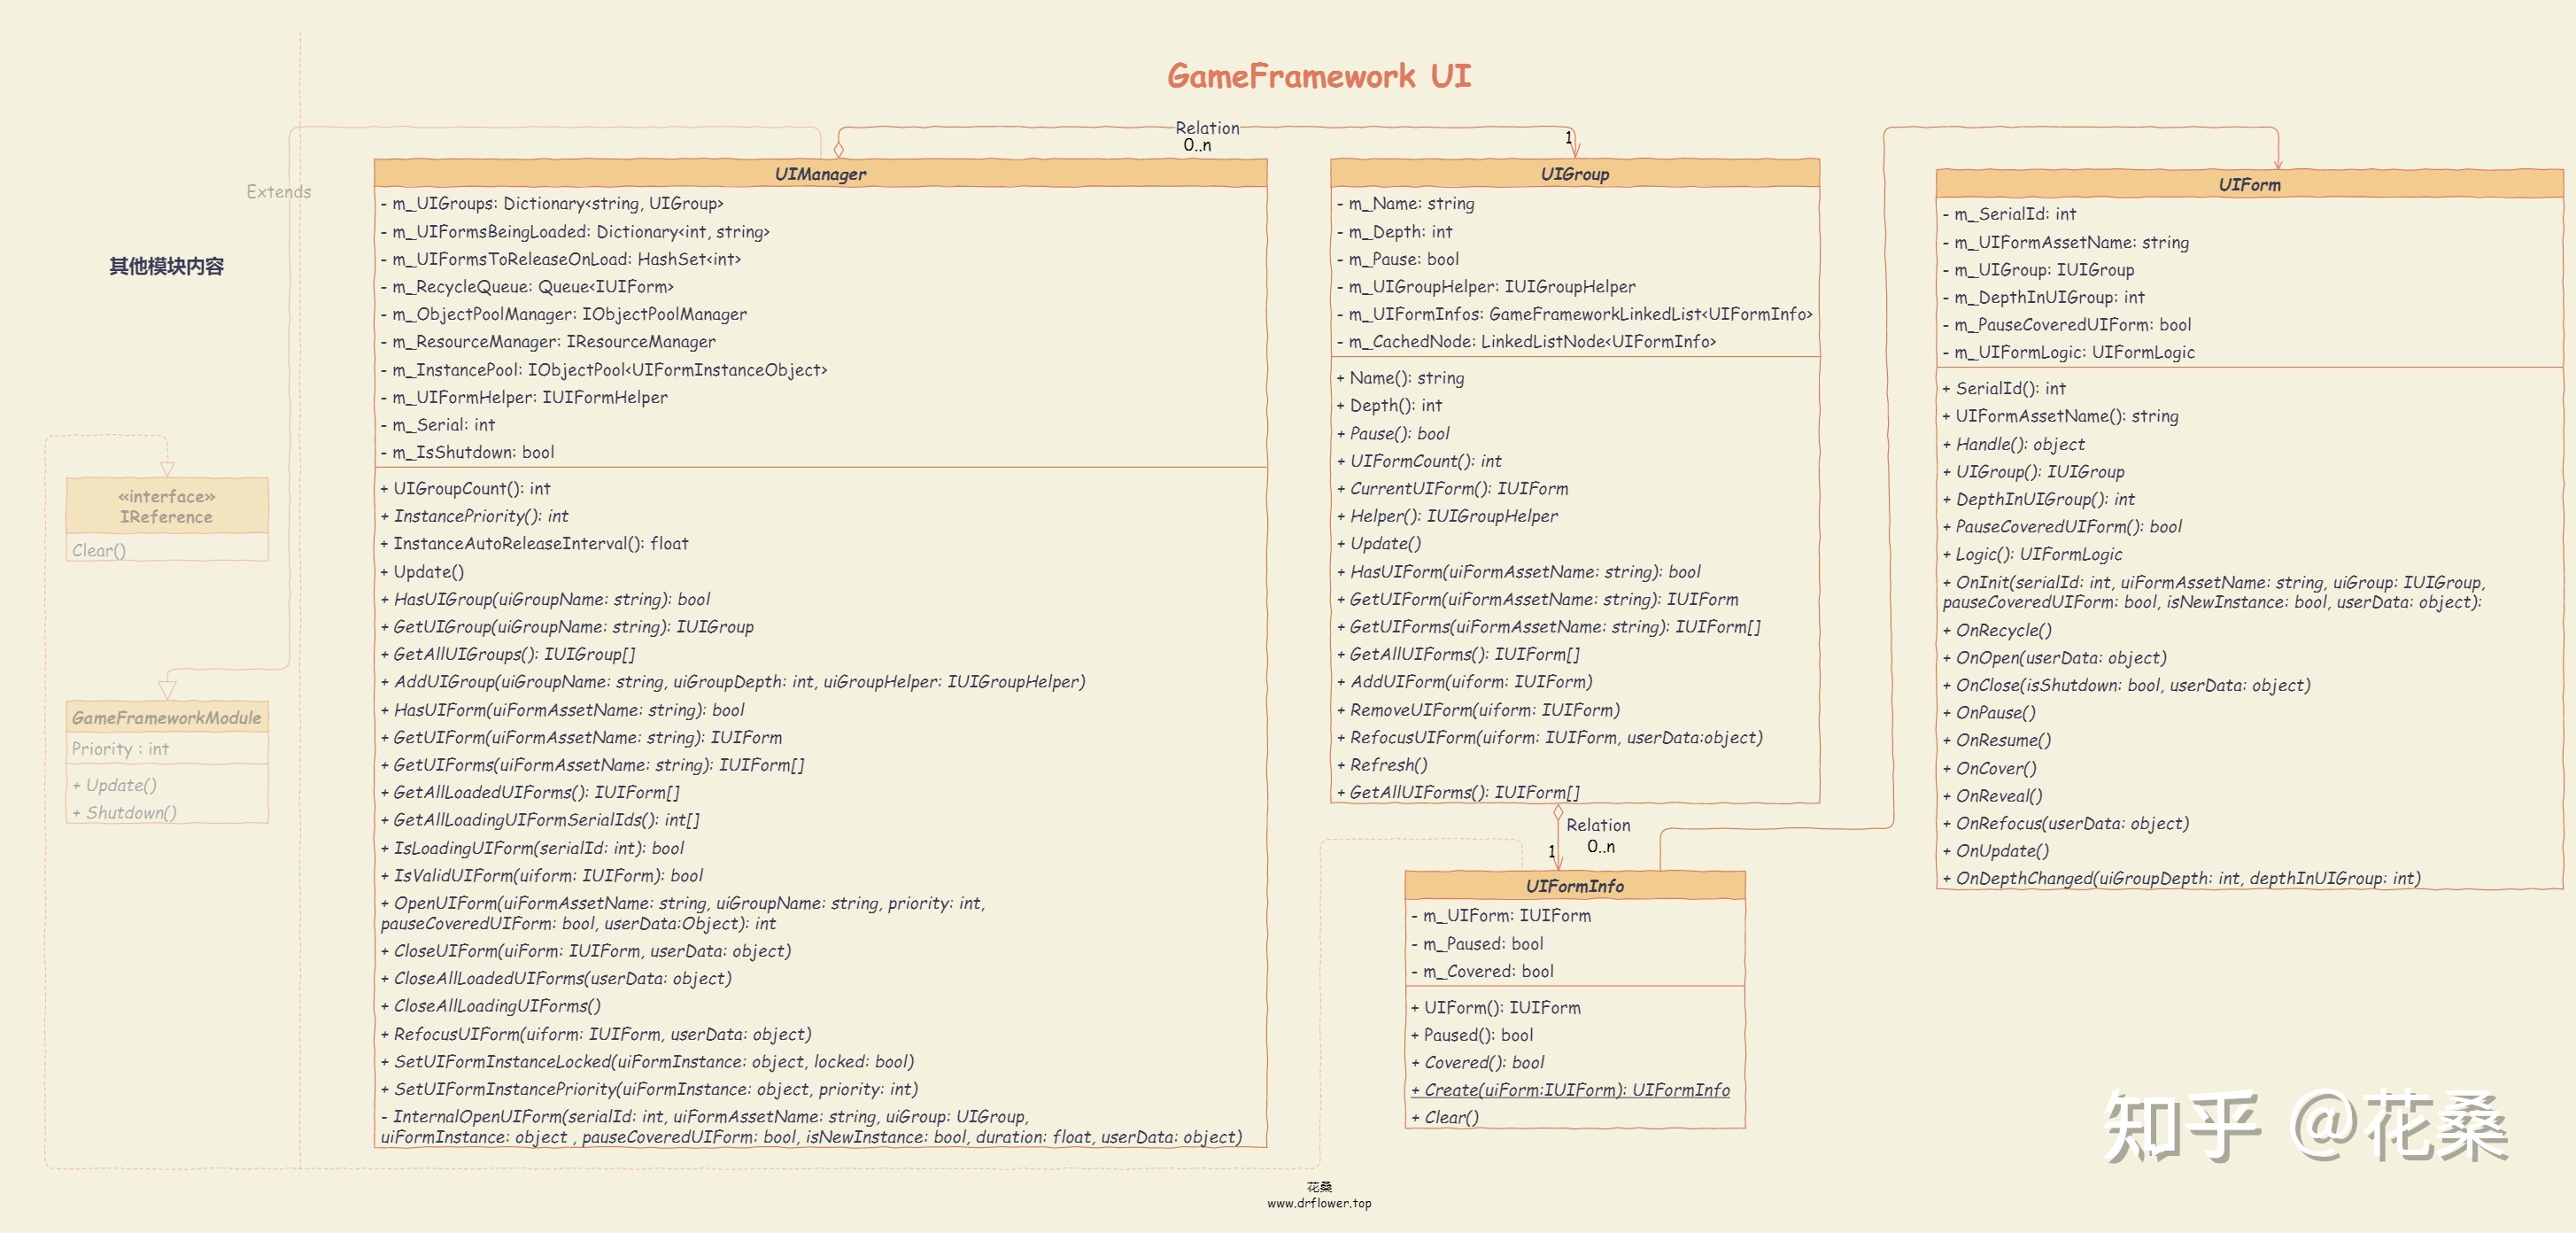 GameFramework UI
Relation
0..n
1
Extends
其他模块内容
«interface»
IReference
Clear()
GameFrameworkModule
Priority : int
+ Update()
+ Shutdown()
UIManager
- m_UIGroups: Dictionary<string, UIGroup>
- m_UIFormsBeingLoaded: Dictionary<int, string>
- m_UIFormsToReleaseOnLoad: HashSet<int>
- m_RecycleQueue: Queue<IUIForm>
- m_ObjectPoolManager: IObjectPoolManager
- m_ResourceManager: IResourceManager
- m_InstancePool: IObjectPool<UIFormInstanceObject>
- m_UIFormHelper: IUIFormHelper
- m_Serial: int
- m_IsShutdown: bool
+ UIGroupCount(): int
+ InstancePriority(): int
+ InstanceAutoReleaseInterval(): float
+ Update()
+ HasUIGroup(uiGroupName: string): bool
+ GetUIGroup(uiGroupName: string): IUIGroup
+ GetAllUIGroups(): IUIGroup[]
+ AddUIGroup(uiGroupName: string, uiGroupDepth: int, uiGroupHelper: IUIGroupHelper)
+ HasUIForm(uiFormAssetName: string): bool
+ GetUIForm(uiFormAssetName: string): IUIForm
+ GetUIForms(uiFormAssetName: string): IUIForm[]
+ GetAllLoadedUIForms(): IUIForm[]
+ GetAllLoadingUIFormSerialIds(): int[]
+ IsLoadingUIForm(serialId: int): bool
+ IsValidUIForm(uiform: IUIForm): bool
+ OpenUIForm(uiFormAssetName: string, uiGroupName: string, priority: int,
pauseCoveredUIForm: bool, userData:Object): int
+ CloseUIForm(uiForm: IUIForm, userData: object)
+ CloseAllLoadedUIForms(userData: object)
+ CloseAllLoadingUIForms()
+ RefocusUIForm(uiform: IUIForm, userData: object)
+ SetUIFormInstanceLocked(uiFormInstance: object, locked: bool)
+ SetUIFormInstancePriority(uiFormInstance: object, priority: int)
- InternalOpenUIForm(serialId: int, uiFormAssetName: string, uiGroup: UIGroup,
uiFormInstance: object , pauseCoveredUIForm: bool, isNewInstance: bool, duration: float, userData: object)
UIGroup
- m_Name: string
- m_Depth: int
- m_Pause: bool
- m_UIGroupHelper: IUIGroupHelper
- m_UIFormInfos: GameFrameworkLinkedList<UIFormInfo>
- m_CachedNode: LinkedListNode<UIFormInfo>
+ Name(): string
+ Depth(): int
+ Pause(): bool
+ UIFormCount(): int
+ CurrentUIForm(): IUIForm
+ Helper(): IUIGroupHelper
+ Update()
+ HasUIForm(uiFormAssetName: string): bool
+ GetUIForm(uiFormAssetName: string): IUIForm
+ GetUIForms(uiFormAssetName: string): IUIForm[]
+ GetAllUIForms(): IUIForm[]
+ AddUIForm(uiform: IUIForm)
+ RemoveUIForm(uiform: IUIForm)
+ RefocusUIForm(uiform: IUIForm, userData:object)
+ Refresh()
+ GetAllUIForms(): IUIForm[]
Relation
0..n
1
UIFormInfo
- m_UIForm: IUIForm
- m_Paused: bool
- m_Covered: bool
+ UIForm(): IUIForm
+ Paused(): bool
+ Covered(): bool
+ Create(uiForm:IUIForm): UIFormInfo
+ Clear()
UIForm
- m_SerialId: int
- m_UIFormAssetName: string
- m_UIGroup: IUIGroup
- m_DepthInUIGroup: int
- m_PauseCoveredUIForm: bool
- m_UIFormLogic: UIFormLogic
+ SerialId(): int
+ UIFormAssetName(): string
+ Handle(): object
+ UIGroup(): IUIGroup
+ DepthInUIGroup(): int
+ PauseCoveredUIForm(): bool
+ Logic(): UIFormLogic
+ OnInit(serialId: int, uiFormAssetName: string, uiGroup: IUIGroup,
pauseCoveredUIForm: bool, isNewInstance: bool, userData: object):
+ OnRecycle()
+ OnOpen(userData: object)
+ OnClose(isShutdown: bool, userData: object)
+ OnPause()
+ OnResume()
+ OnCover()
+ OnReveal()
+ OnRefocus(userData: object)
+ OnUpdate()
+ OnDepthChanged(uiGroupDepth: int, depthInUIGroup: int)
知乎 @花桑
花桑
www.drflower.top